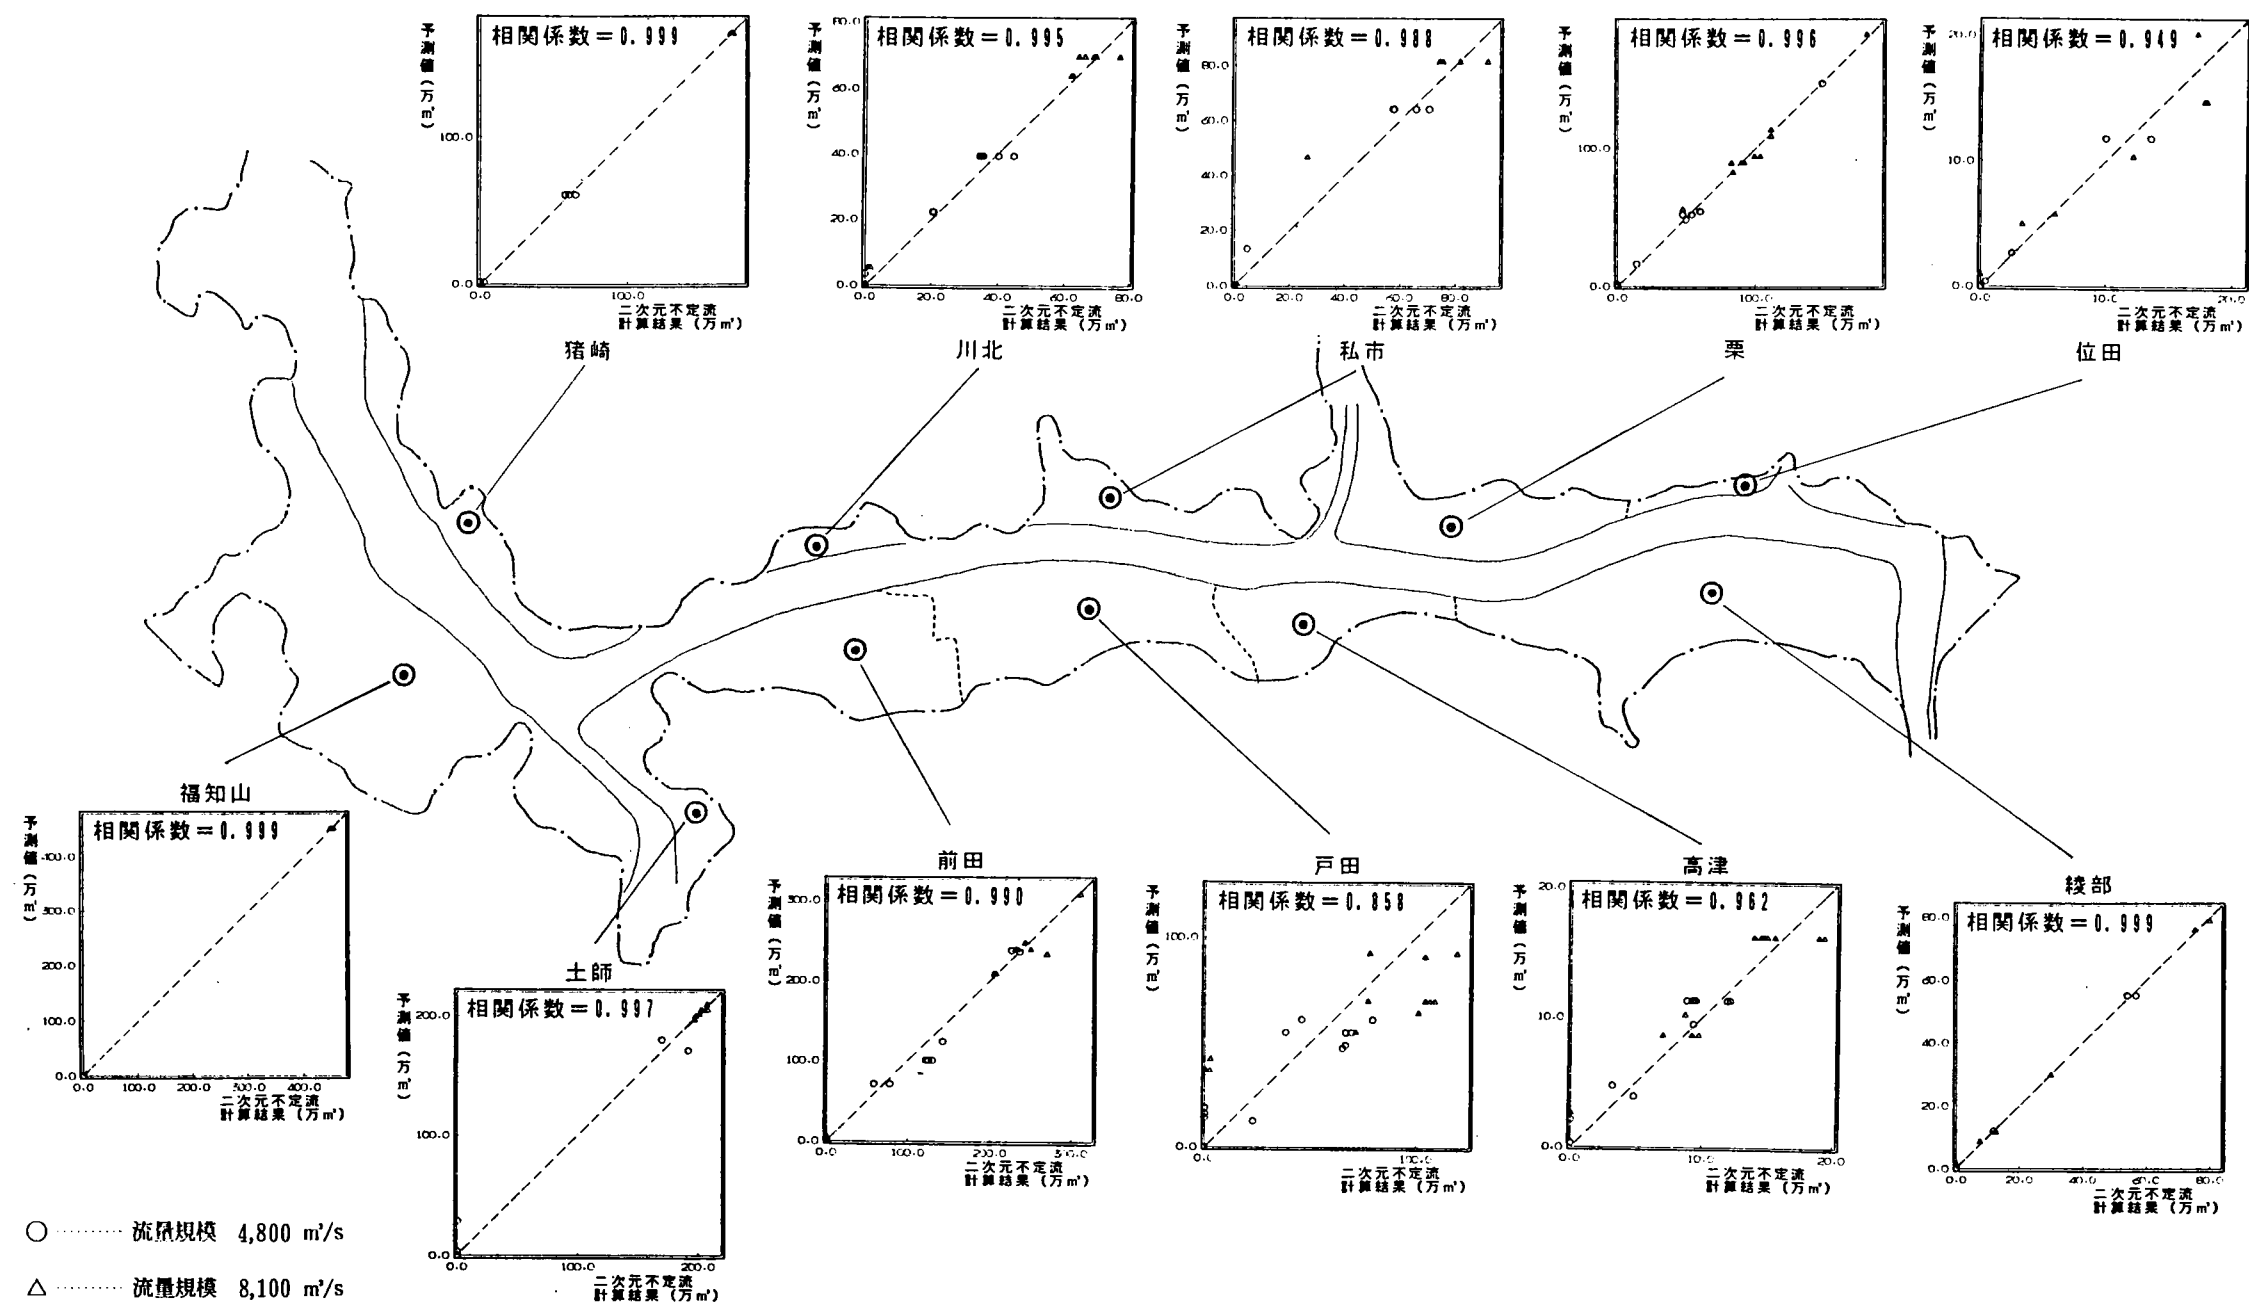 予測値(万m³)
相関係数=0.999
100.0
0.0
0.0
100.0
二次元不定流
計算結果(万m³)
猪崎
予測値(万m³)
相関係数=0.995
80.0
60.0
40.0
20.0
0.0
0.0
20.0
40.0
60.0
80.0
二次元不定流
計算結果(万m³)
川北
予測値(万m³)
相関係数=0.988
80.0
60.0
40.0
20.0
0.0
0.0
20.0
40.0
60.0
80.0
二次元不定流
計算結果(万m³)
私市
予測値(万m³)
相関係数=0.996
100.0
0.0
0.0
100.0
二次元不定流
計算結果(万m³)
栗
予測値(万m³)
相関係数=0.949
20.0
10.0
0.0
0.0
10.0
20.0
二次元不定流
計算結果(万m³)
位田
福知山
予測値(万m³)
相関係数=0.999
400.0
300.0
200.0
100.0
0.0
0.0
100.0
200.0
300.0
400.0
二次元不定流
計算結果(万m³)
土師
予測値(万m³)
相関係数=0.997
200.0
100.0
0.0
0.0
100.0
200.0
二次元不定流
計算結果(万m³)
前田
予測値(万m³)
相関係数=0.990
300.0
200.0
100.0
0.0
0.0
100.0
200.0
300.0
二次元不定流
計算結果(万m³)
戸田
予測値(万m³)
相関係数=0.858
100.0
0.0
0.0
100.0
二次元不定流
計算結果(万m³)
高津
予測値(万m³)
相関係数=0.962
20.0
10.0
0.0
0.0
10.0
20.0
二次元不定流
計算結果(万m³)
綾部
予測値(万m³)
相関係数=0.999
80.0
60.0
40.0
20.0
0.0
0.0
20.0
40.0
60.0
80.0
二次元不定流
計算結果(万m³)
○ ……… 流量規模 4,800 m³/s
△ ……… 流量規模 8,100 m³/s